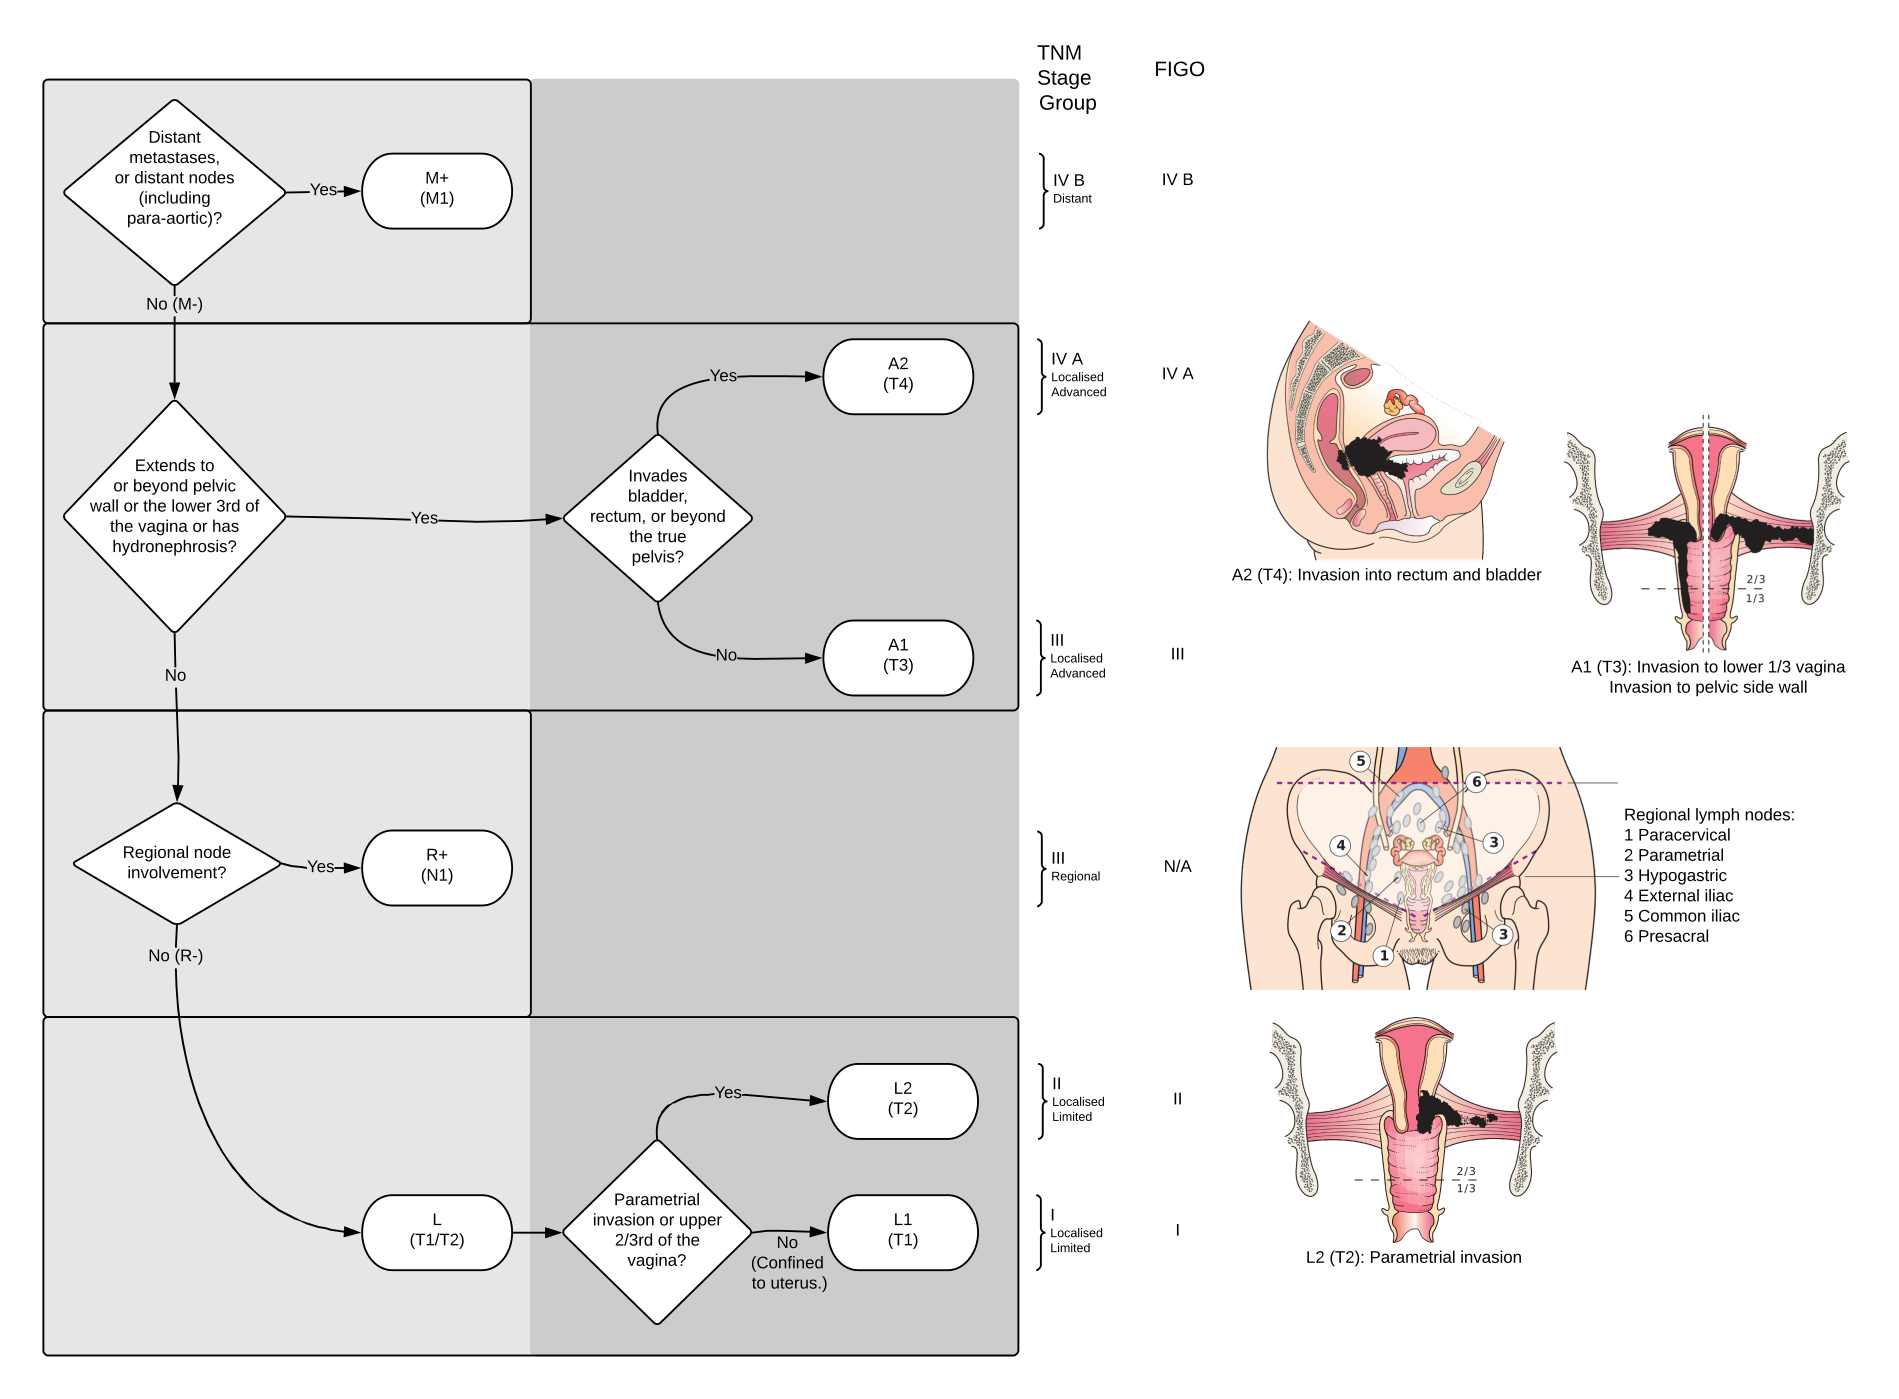 TNM
Stage
Group
FIGO
Distant
metastases,
or distant nodes
(including
para-aortic)?
Yes
M+
(M1)
IV B
Distant
IV B
No (M-)
Extends to
or beyond pelvic
wall or the lower 3rd of
the vagina or has
hydronephrosis?
Yes
Invades
bladder,
rectum, or beyond
the true
pelvis?
Yes
A2
(T4)
IV A
Localised
Advanced
IV A
A2 (T4): Invasion into rectum and bladder
No
A1
(T3)
III
Localised
Advanced
III
2/3
1/3
A1 (T3): Invasion to lower 1/3 vagina
Invasion to pelvic side wall
No
Regional node
involvement?
Yes
R+
(N1)
III
Regional
N/A
5
6
3
4
2
3
1
Regional lymph nodes:
1 Paracervical
2 Parametrial
3 Hypogastric
4 External iliac
5 Common iliac
6 Presacral
No (R-)
L
(T1/T2)
Parametrial
invasion or upper
2/3rd of the
vagina?
Yes
L2
(T2)
II
Localised
Limited
II
No
(Confined
to uterus.)
L1
(T1)
I
Localised
Limited
I
2/3
1/3
L2 (T2): Parametrial invasion